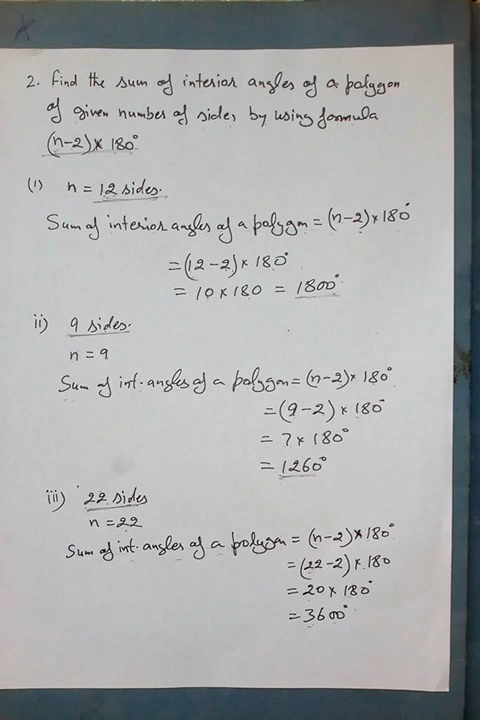 2. Find the sum of interior angles of a polygon
of given number of sides by using formula
(n-2)×180°
(i) n = 12 sides.
Sum of interior angles of a polygon = (n-2)×180°
= (12-2)×180°
= 10×180 = 1800°
ii) 9 sides.
n = 9
Sum of int. angles of a polygon = (n-2)×180°
= (9-2)×180°
= 7×180°
= 1260°
iii) 22 sides
n = 22
Sum of int. angles of a polygon = (n-2)×180°
= (22-2)×180
= 20×180°
= 3600°